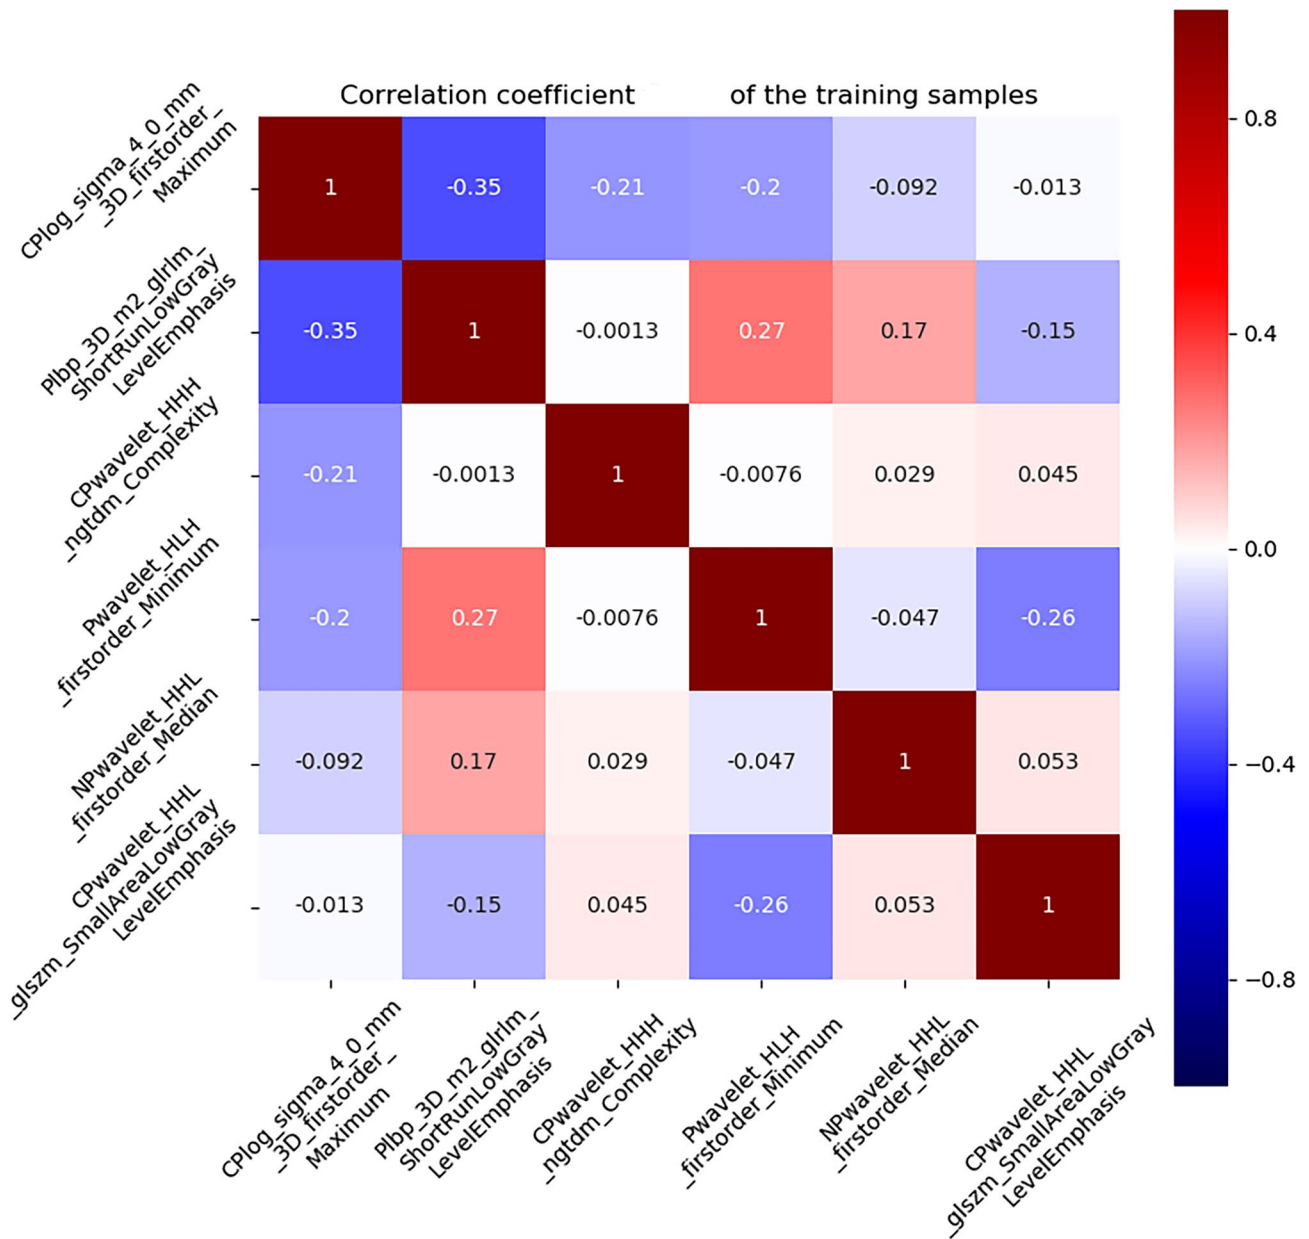 Correlation coefficient of the training samples
CPlog_sigma_4_0_mm
_3D_firstorder_
Maximum
1 -0.35 -0.21 -0.2 -0.092 -0.013
Plbp_3D_m2_glrlm_
ShortRunLowGray
LevelEmphasis
-0.35 1 -0.0013 0.27 0.17 -0.15
CPwavelet_HHH
_ngtdm_Complexity
-0.21 -0.0013 1 -0.0076 0.029 0.045
Pwavelet_HLH
_firstorder_Minimum
-0.2 0.27 -0.0076 1 -0.047 -0.26
NPwavelet_HHL
_firstorder_Median
-0.092 0.17 0.029 -0.047 1 0.053
CPwavelet_HHL
_glszm_SmallAreaLowGray
LevelEmphasis
-0.013 -0.15 0.045 -0.26 0.053 1
CPlog_sigma_4_0_mm
_3D_firstorder_
Maximum
Plbp_3D_m2_glrlm_
ShortRunLowGray
LevelEmphasis
CPwavelet_HHH
_ngtdm_Complexity
Pwavelet_HLH
_firstorder_Minimum
NPwavelet_HHL
_firstorder_Median
CPwavelet_HHL
_glszm_SmallAreaLowGray
LevelEmphasis
0.8
0.4
0.0
−0.4
−0.8